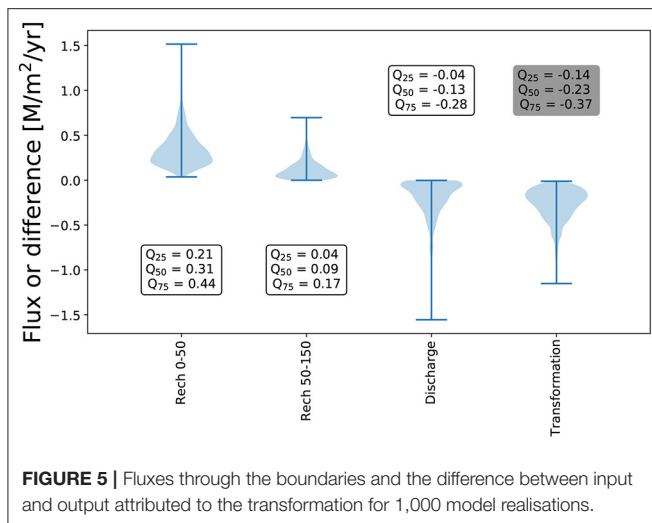 Flux or difference [M/m²/yr]
1.5
1.0
0.5
0.0
−0.5
−1.0
−1.5
Q₂₅ = 0.21
Q₅₀ = 0.31
Q₇₅ = 0.44
Q₂₅ = 0.04
Q₅₀ = 0.09
Q₇₅ = 0.17
Q₂₅ = -0.04
Q₅₀ = -0.13
Q₇₅ = -0.28
Q₂₅ = -0.14
Q₅₀ = -0.23
Q₇₅ = -0.37
Rech 0-50
Rech 50-150
Discharge
Transformation
FIGURE 5 | Fluxes through the boundaries and the difference between input
and output attributed to the transformation for 1,000 model realisations.